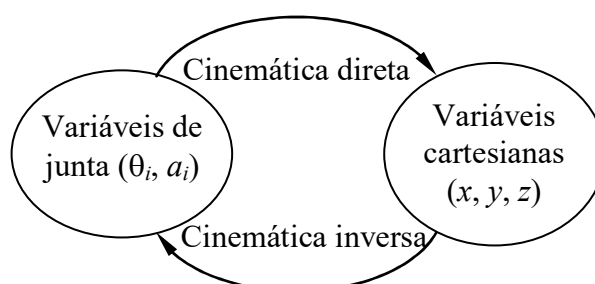 Cinemática direta
Variáveis de
junta (θi, ai)
Variáveis
cartesianas
(x, y, z)
Cinemática inversa